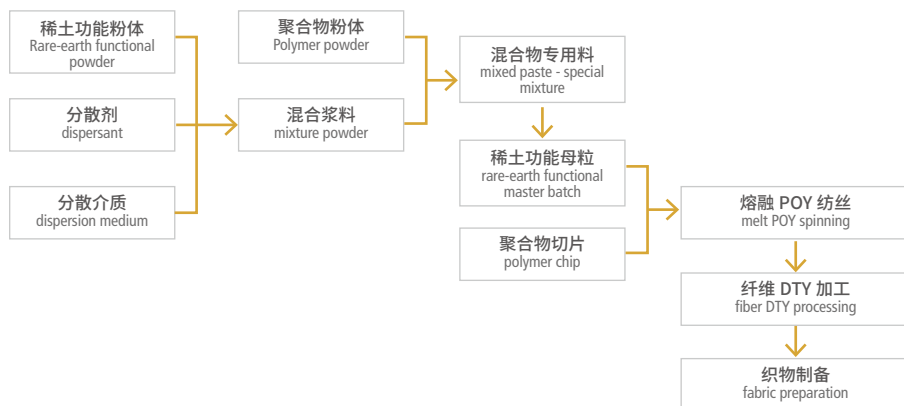 稀土功能粉体
Rare-earth functional
powder
分散剂
dispersant
分散介质
dispersion medium
聚合物粉体
Polymer powder
混合浆料
mixture powder
混合物专用料
mixed paste - special
mixture
稀土功能母粒
rare-earth functional
master batch
聚合物切片
polymer chip
熔融 POY 纺丝
melt POY spinning
纤维 DTY 加工
fiber DTY processing
织物制备
fabric preparation